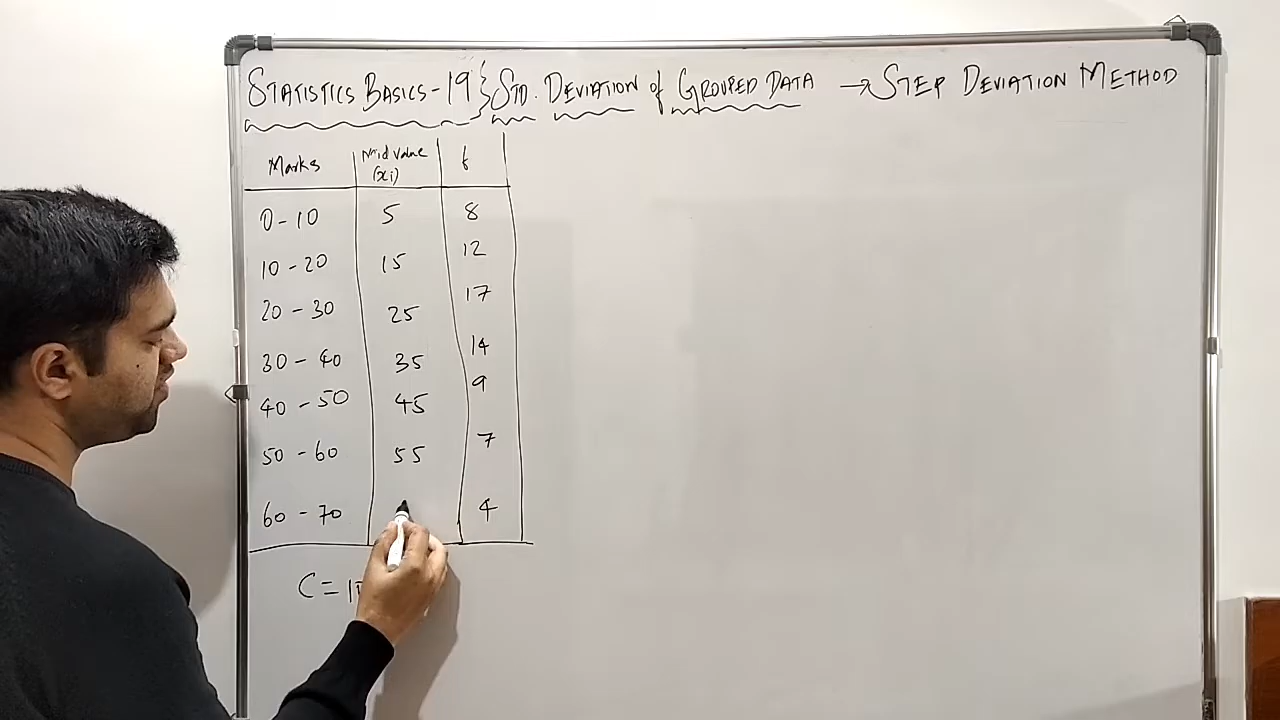 STATISTICS BASICS - 19 } STD. DEVIATION of GROUPED DATA → STEP DEVIATION METHOD
Marks Mid value (xi) f
0 - 10 5 8
10 - 20 15 12
20 - 30 25 17
30 - 40 35 14
40 - 50 45 9
50 - 60 55 7
60 - 70 4
C =